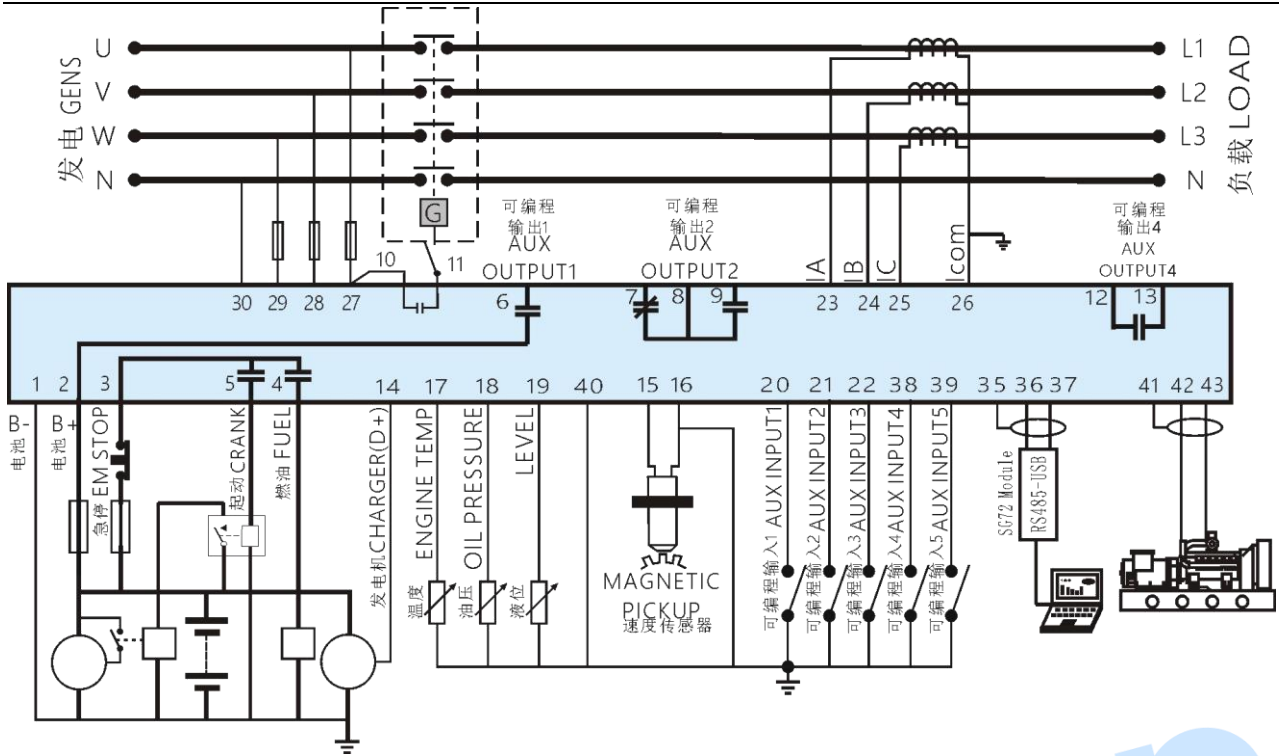 U
V
W
N
发电 GENS
L1
L2
L3
N
负载 LOAD
G
可编程
输出1
AUX
OUTPUT1
可编程
输出2
AUX
OUTPUT2
可编程
输出4
AUX
OUTPUT4
IA
IB
IC
Icom
30
29
28
27
10
11
6
7
8
9
23
24
25
26
12
13
1
2
3
5
4
14
17
18
19
40
15
16
20
21
22
38
39
35
36
37
41
42
43
B-
电池
B+
电池
急停 EM STOP
起动 CRANK
燃油 FUEL
发电机 CHARGER(D+)
ENGINE TEMP
温度
OIL PRESSURE
油压
LEVEL
液位
MAGNETIC
PICKUP
速度传感器
可编程输入1 AUX INPUT1
可编程输入2 AUX INPUT2
可编程输入3 AUX INPUT3
可编程输入4 AUX INPUT4
可编程输入5 AUX INPUT5
SG72 Module
RS485-USB